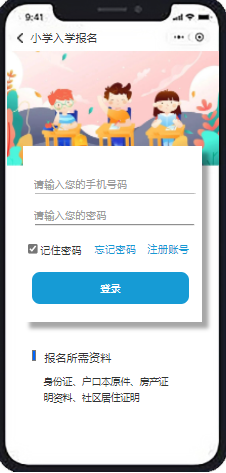 9:41
小学入学报名
请输入您的手机号码
请输入您的密码
记住密码 忘记密码 注册账号
登录
报名所需资料
身份证、户口本原件、房产证
明资料、社区居住证明